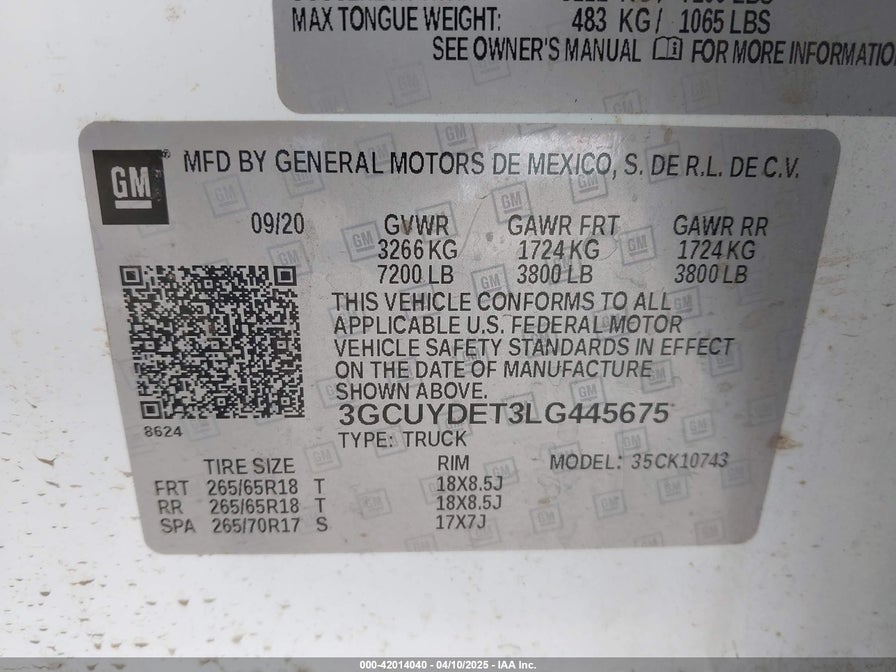 MAX TONGUE WEIGHT: 483 KG / 1065 LBS
SEE OWNER'S MANUAL FOR MORE INFORMATIO
GM
MFD BY GENERAL MOTORS DE MEXICO, S. DE R.L. DE C.V.
09/20 GVWR GAWR FRT GAWR RR
3266 KG 1724 KG 1724 KG
7200 LB 3800 LB 3800 LB
THIS VEHICLE CONFORMS TO ALL
APPLICABLE U.S. FEDERAL MOTOR
VEHICLE SAFETY STANDARDS IN EFFECT
ON THE DATE OF MANUFACTURE
SHOWN ABOVE.
3GCUYDET3LG445675
8624
TYPE: TRUCK
TIRE SIZE RIM MODEL: 35CK10743
FRT 265/65R18 T 18X8.5J
RR 265/65R18 T 18X8.5J
SPA 265/70R17 S 17X7J
000-42014040 - 04/10/2025 - IAA Inc.